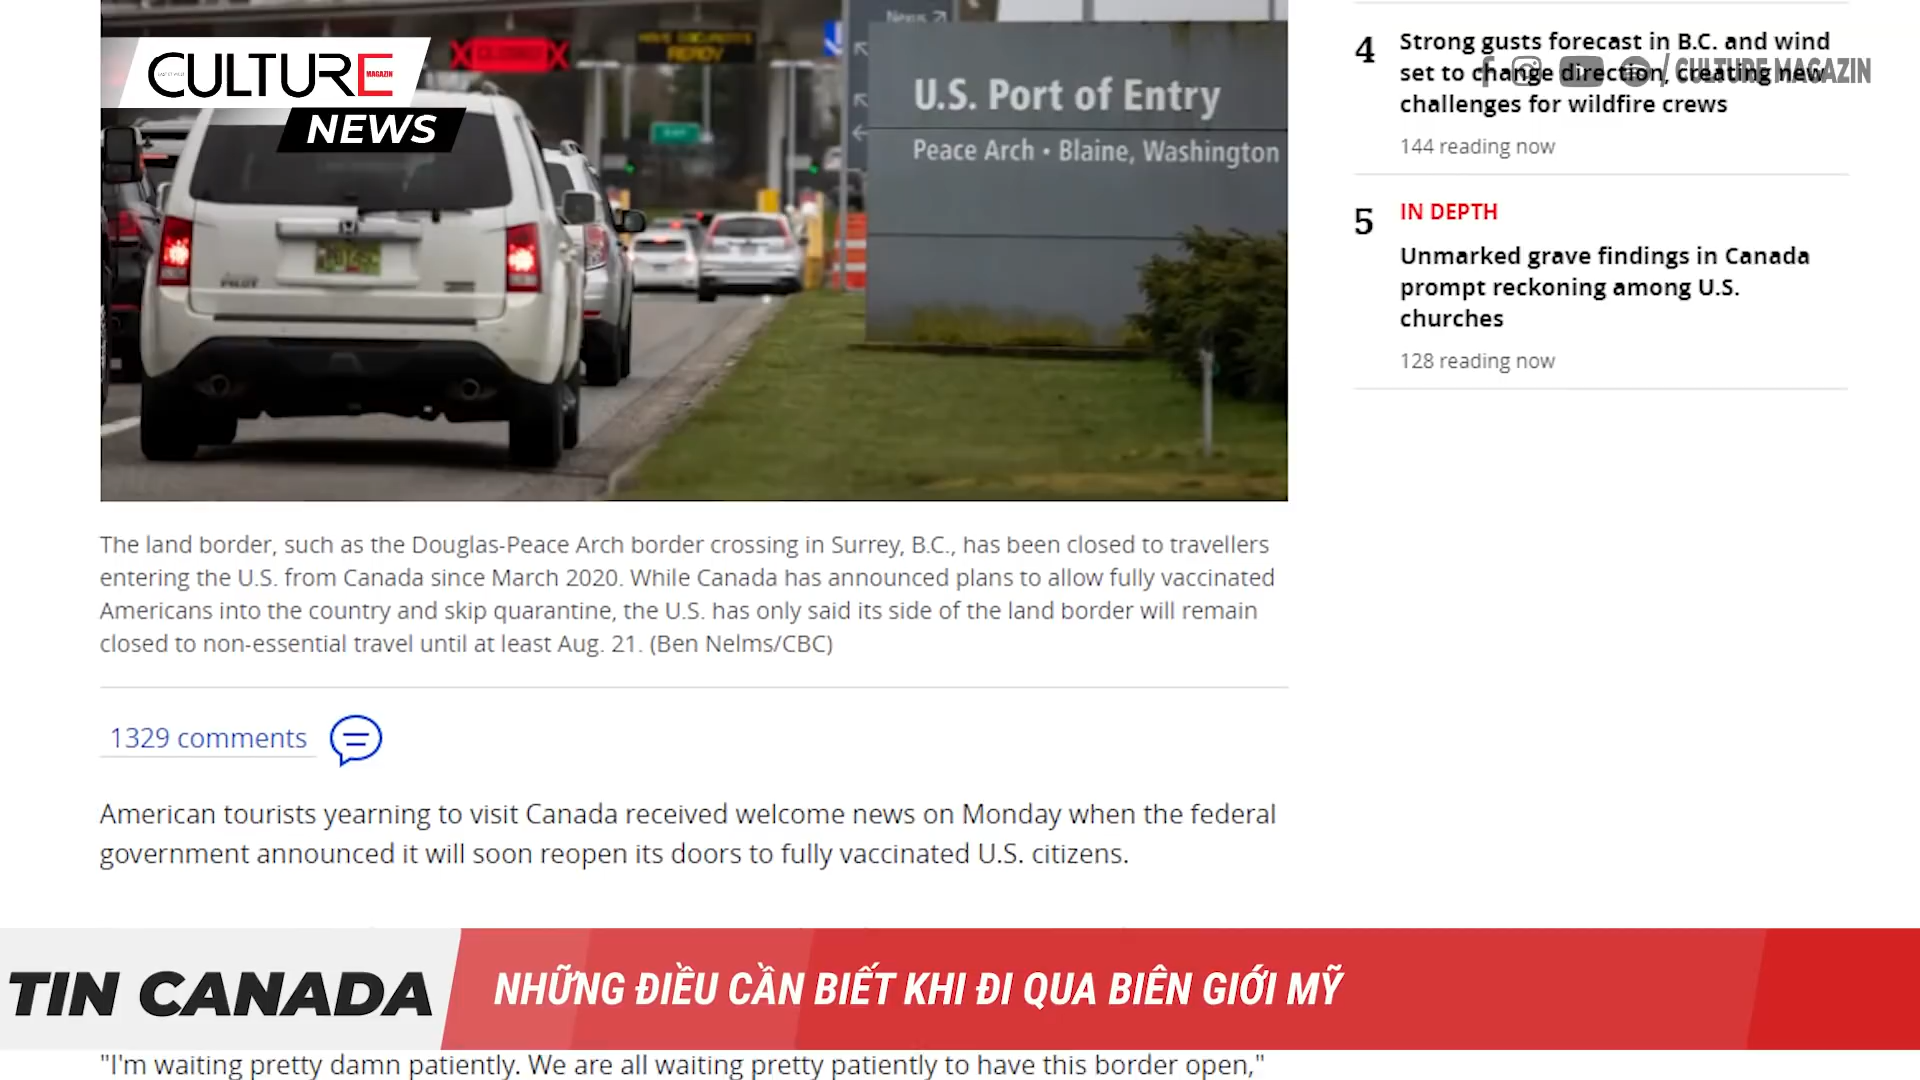 CULTURE
MAGAZIN
NEWS
CLOSED
READY
Nexus
U.S. Port of Entry
Peace Arch • Blaine, Washington
PILOT
4
Strong gusts forecast in B.C. and wind
set to change direction, creating new
challenges for wildfire crews
144 reading now
/ CULTURE MAGAZIN
5
IN DEPTH
Unmarked grave findings in Canada
prompt reckoning among U.S.
churches
128 reading now
The land border, such as the Douglas-Peace Arch border crossing in Surrey, B.C., has been closed to travellers
entering the U.S. from Canada since March 2020. While Canada has announced plans to allow fully vaccinated
Americans into the country and skip quarantine, the U.S. has only said its side of the land border will remain
closed to non-essential travel until at least Aug. 21. (Ben Nelms/CBC)
1329 comments
American tourists yearning to visit Canada received welcome news on Monday when the federal
government announced it will soon reopen its doors to fully vaccinated U.S. citizens.
TIN CANADA
NHỮNG ĐIỀU CẦN BIẾT KHI ĐI QUA BIÊN GIỚI MỸ
"I'm waiting pretty damn patiently. We are all waiting pretty patiently to have this border open,"